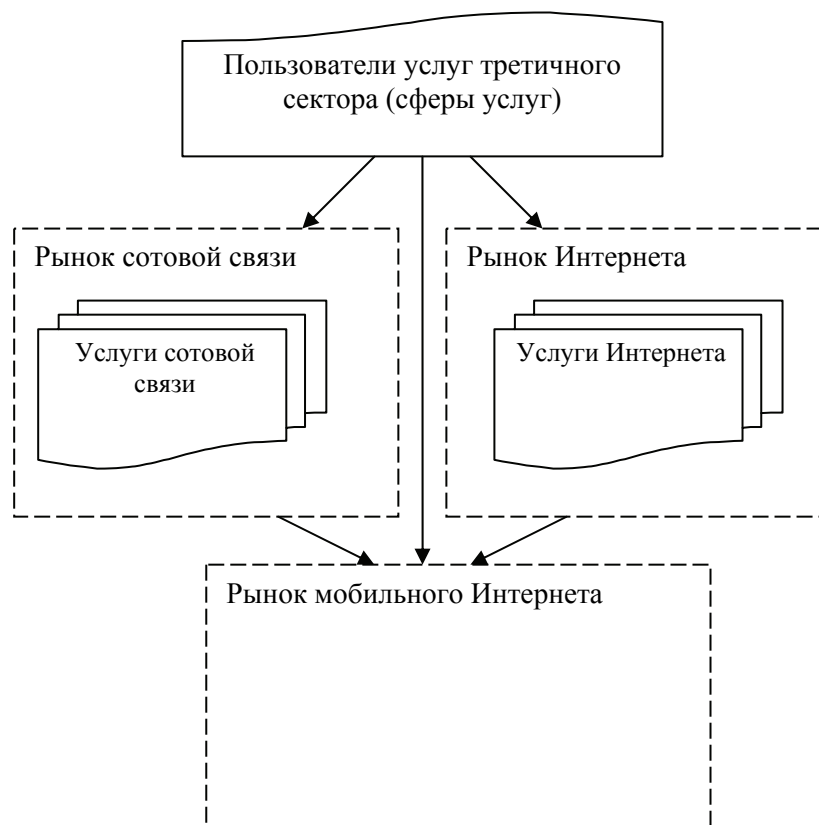 Пользователи услуг третичного
сектора (сферы услуг)
Рынок сотовой связи
Услуги сотовой
связи
Рынок Интернета
Услуги Интернета
Рынок мобильного Интернета